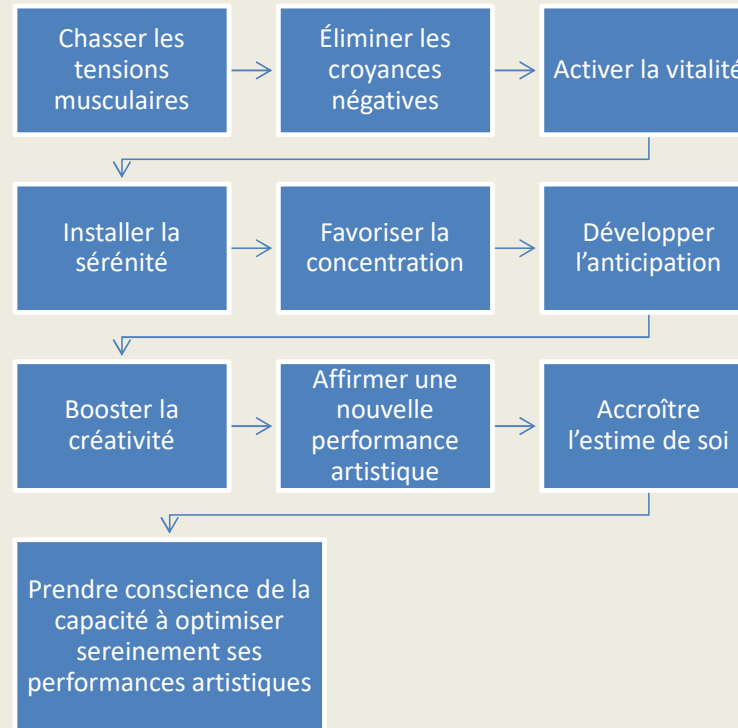 Chasser les
tensions
musculaires
Éliminer les
croyances
négatives
Activer la vitalité
Installer la
sérénité
Favoriser la
concentration
Développer
l’anticipation
Booster la
créativité
Affirmer une
nouvelle
performance
artistique
Accroître
l’estime de soi
Prendre conscience de la
capacité à optimiser
sereinement ses
performances artistiques